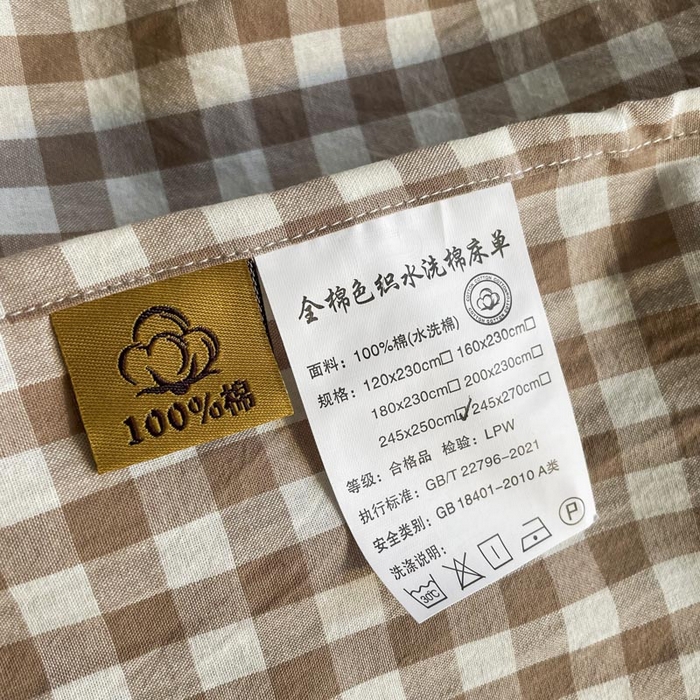 100%棉
全棉色织水洗棉床单
面料：100%棉(水洗棉)
规格：120x230cm□ 160x230cm□
180x230cm□ 200x230cm□
245x250cm☑ 245x270cm□
等级：合格品 检验：LPW
执行标准：GB/T 22796-2021
安全类别：GB 18401-2010 A类
洗涤说明：
30℃
P